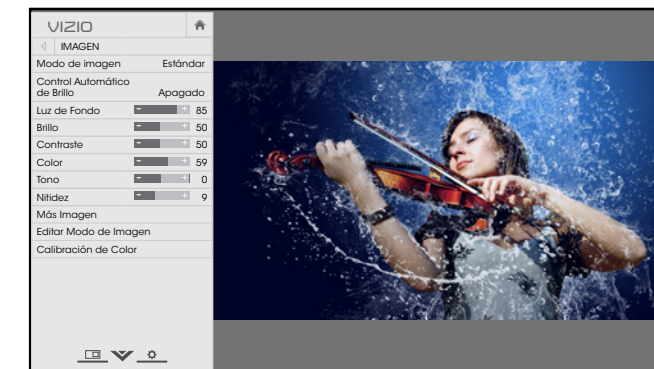 VIZIO
IMAGEN
Modo de imagen Estándar
Control Automático
de Brillo Apagado
Luz de Fondo 85
Brillo 50
Contraste 50
Color 59
Tono 0
Nitidez 9
Más Imagen
Editar Modo de Imagen
Calibración de Color